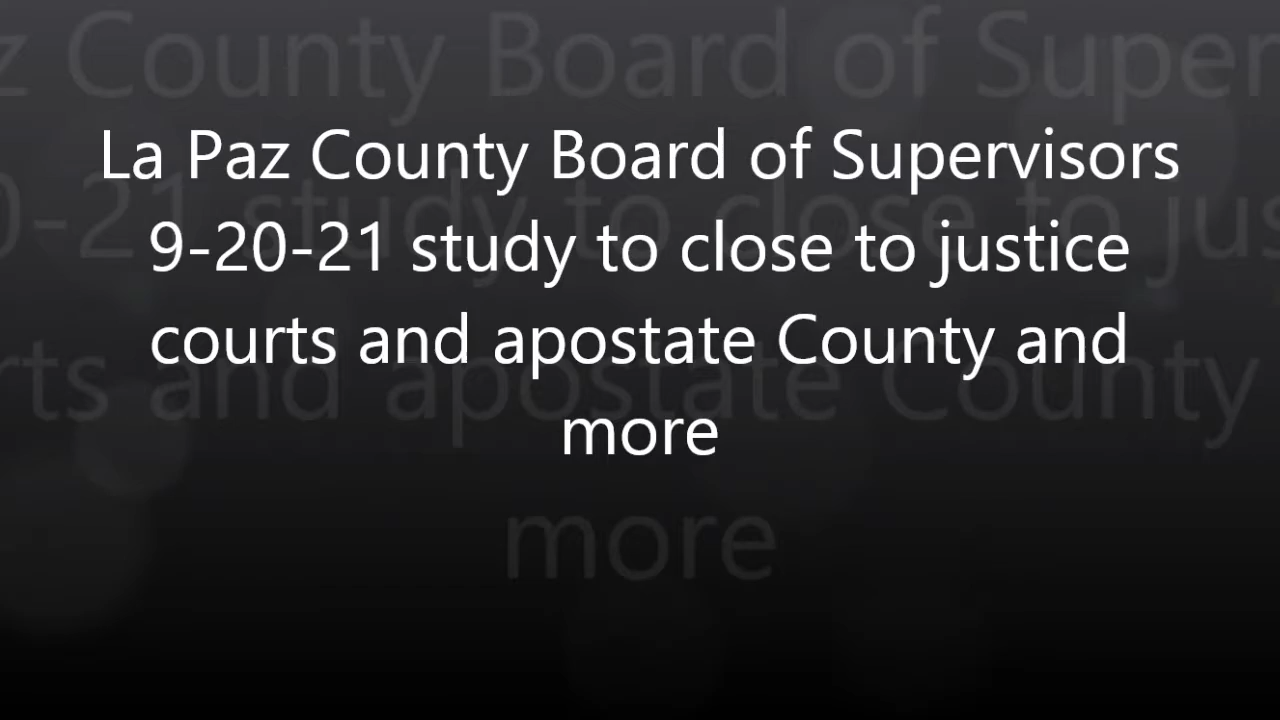 La Paz County Board of Supervisors
9-20-21 study to close to justice
courts and apostate County and
more